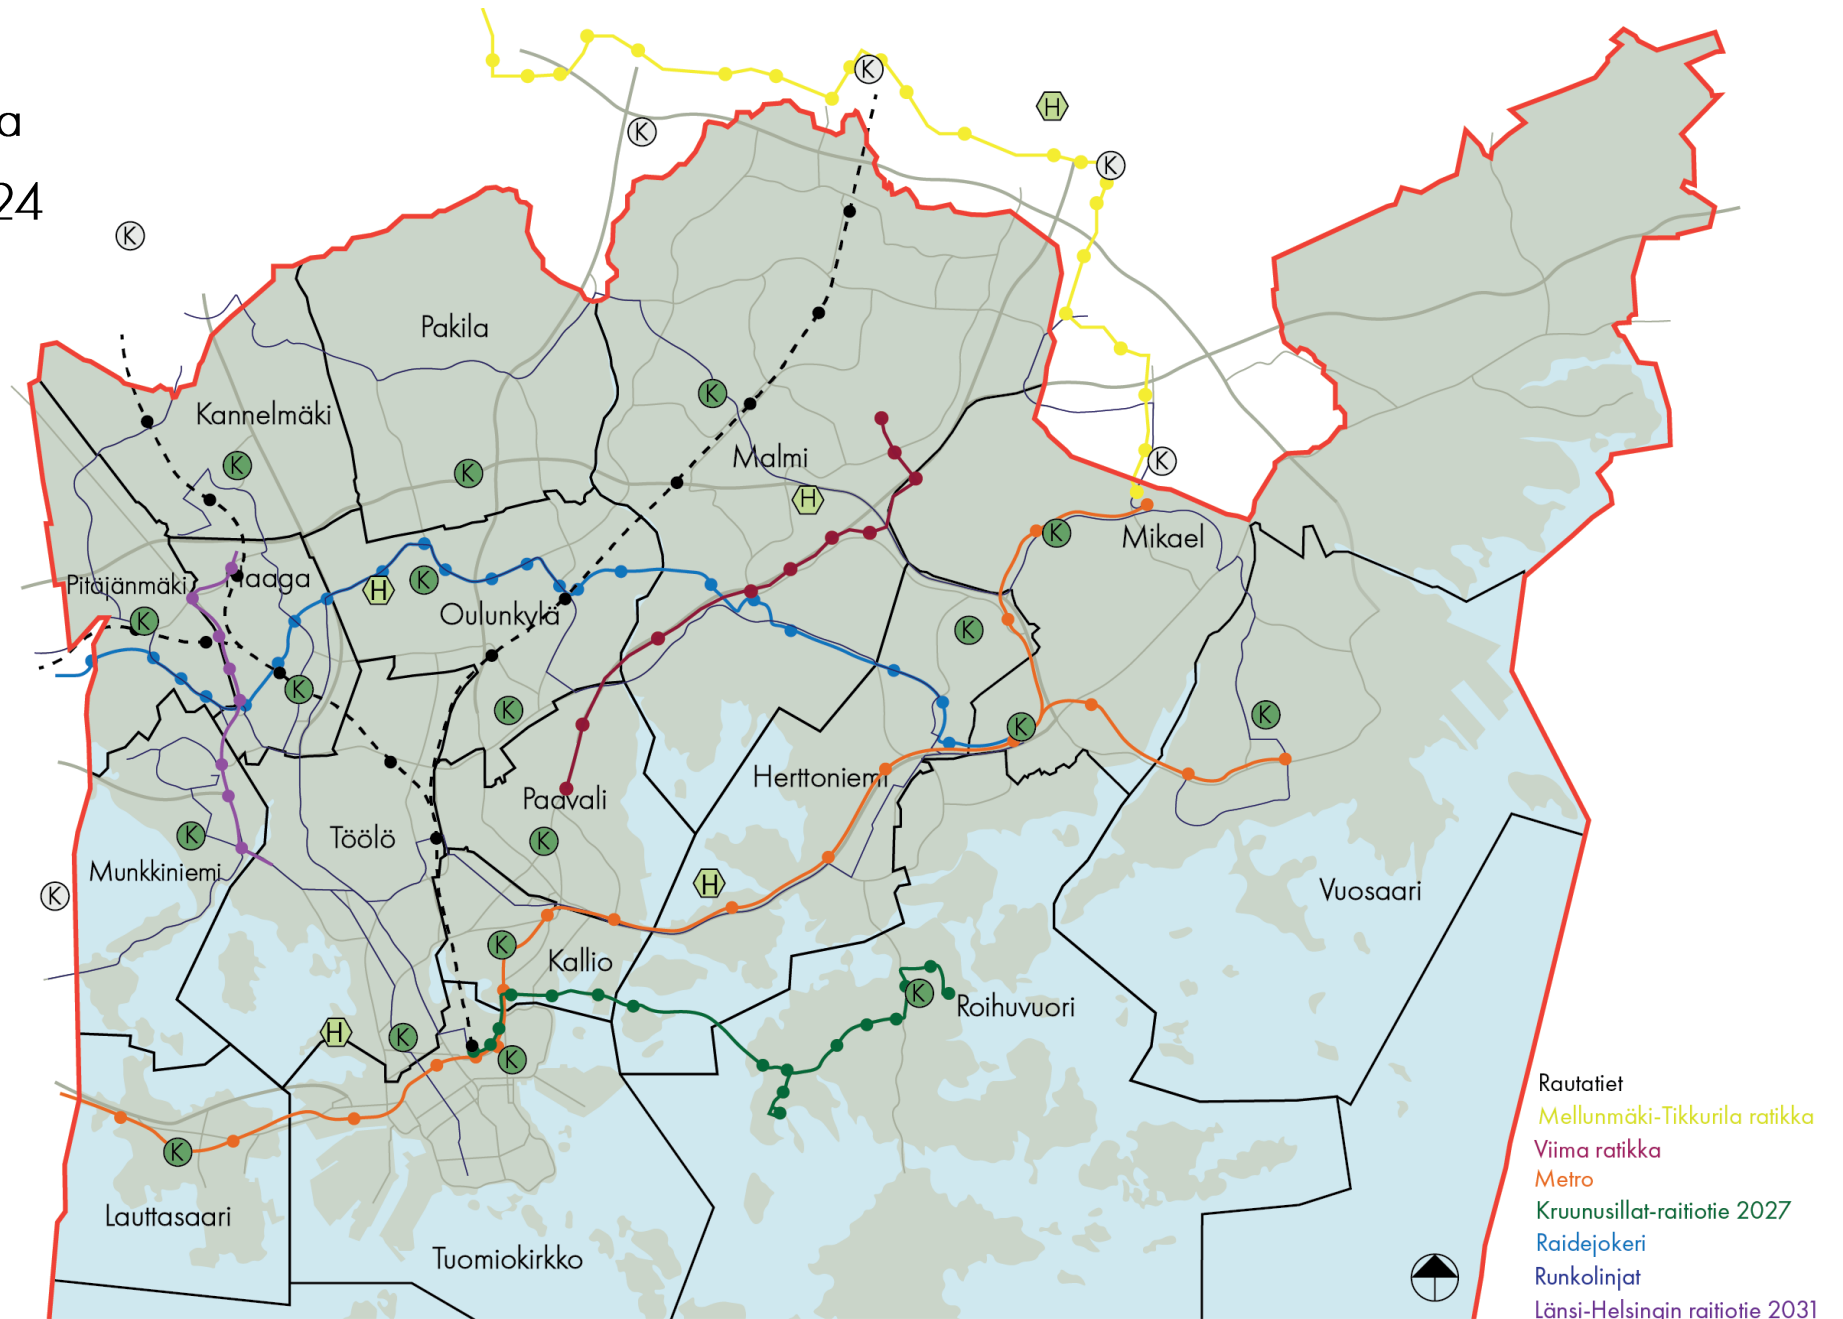 a
24
K
H
K
K
K
Pakila
Kannelmäki
K
K
K
Malmi
H
K
K
Mikael
Pitäjänmäki
Haaga
H
K
Oulunkylä
K
K
K
K
K
K
Herttoniemi
Paavali
Töölö
K
K
Munkkiniemi
K
H
Vuosaari
K
Kallio
K
Roihuvuori
H
K
K
K
Lauttasaari
Tuomiokirkko
Rautatiet
Mellunmäki-Tikkurila ratikka
Viima ratikka
Metro
Kruunusillat-raitiotie 2027
Raidejokeri
Runkolinjat
Länsi-Helsingin raitiotie 2031